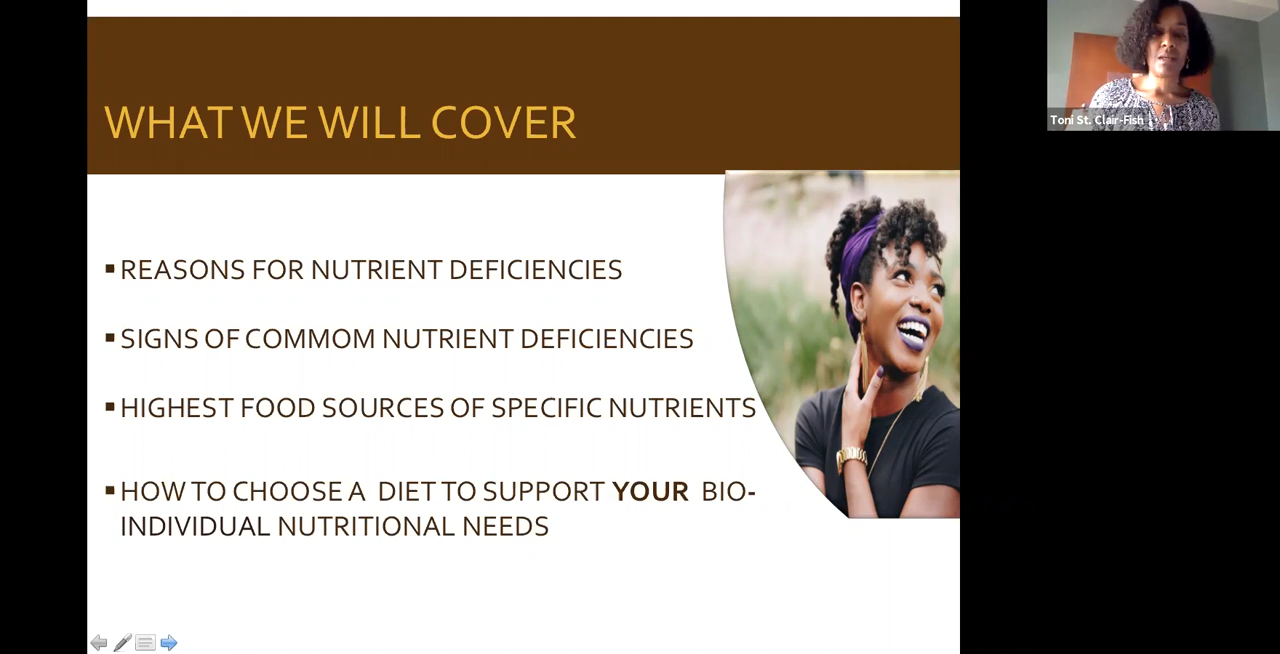 WHAT WE WILL COVER
Toni St. Clair-Fish
▪REASONS FOR NUTRIENT DEFICIENCIES
▪SIGNS OF COMMOM NUTRIENT DEFICIENCIES
▪HIGHEST FOOD SOURCES OF SPECIFIC NUTRIENTS
▪HOW TO CHOOSE A DIET TO SUPPORT YOUR BIO-
INDIVIDUAL NUTRITIONAL NEEDS